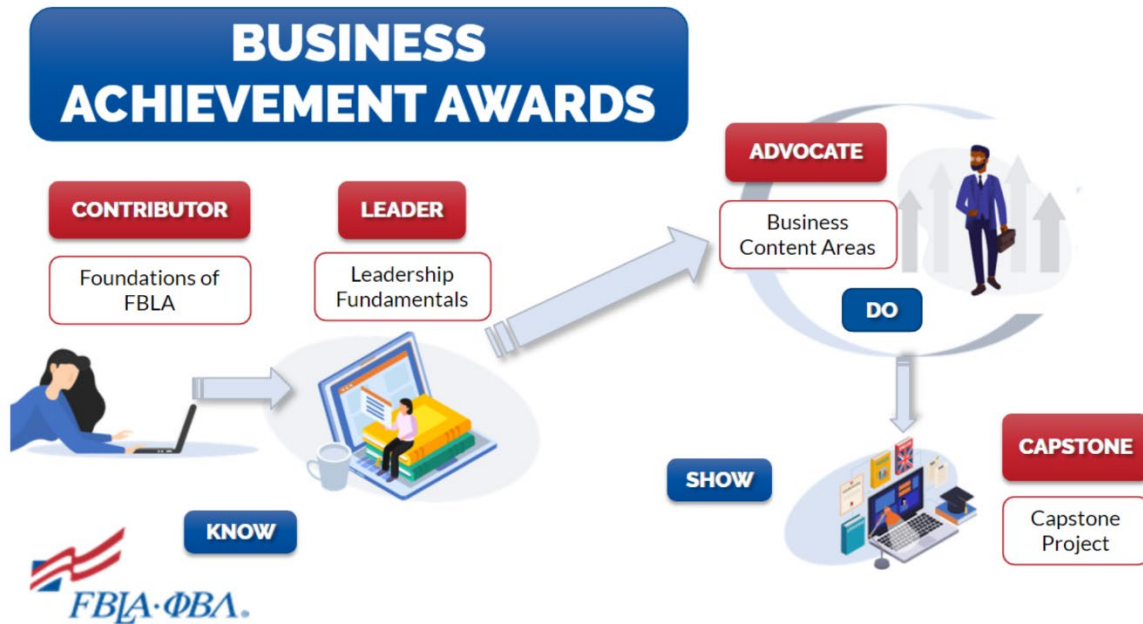 BUSINESS
ACHIEVEMENT AWARDS
CONTRIBUTOR
Foundations of
FBLA
LEADER
Leadership
Fundamentals
ADVOCATE
Business
Content Areas
DO
KNOW
SHOW
CAPSTONE
Capstone
Project
FBLA·ΦΒΛ®